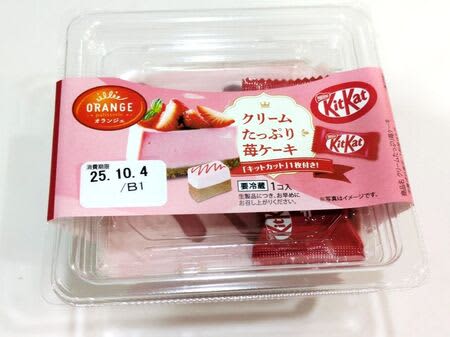 ORANGE
patisserie
オランジェ
クリーム
たっぷり
苺ケーキ
「キットカット」1枚付き!
要冷蔵 1コ入
生製品につき、お早めに
お召し上がりください。
消費期限
25.10.4
/B1
Nestlé
KitKat
KitKat
※写真はイメージです。
KitKat